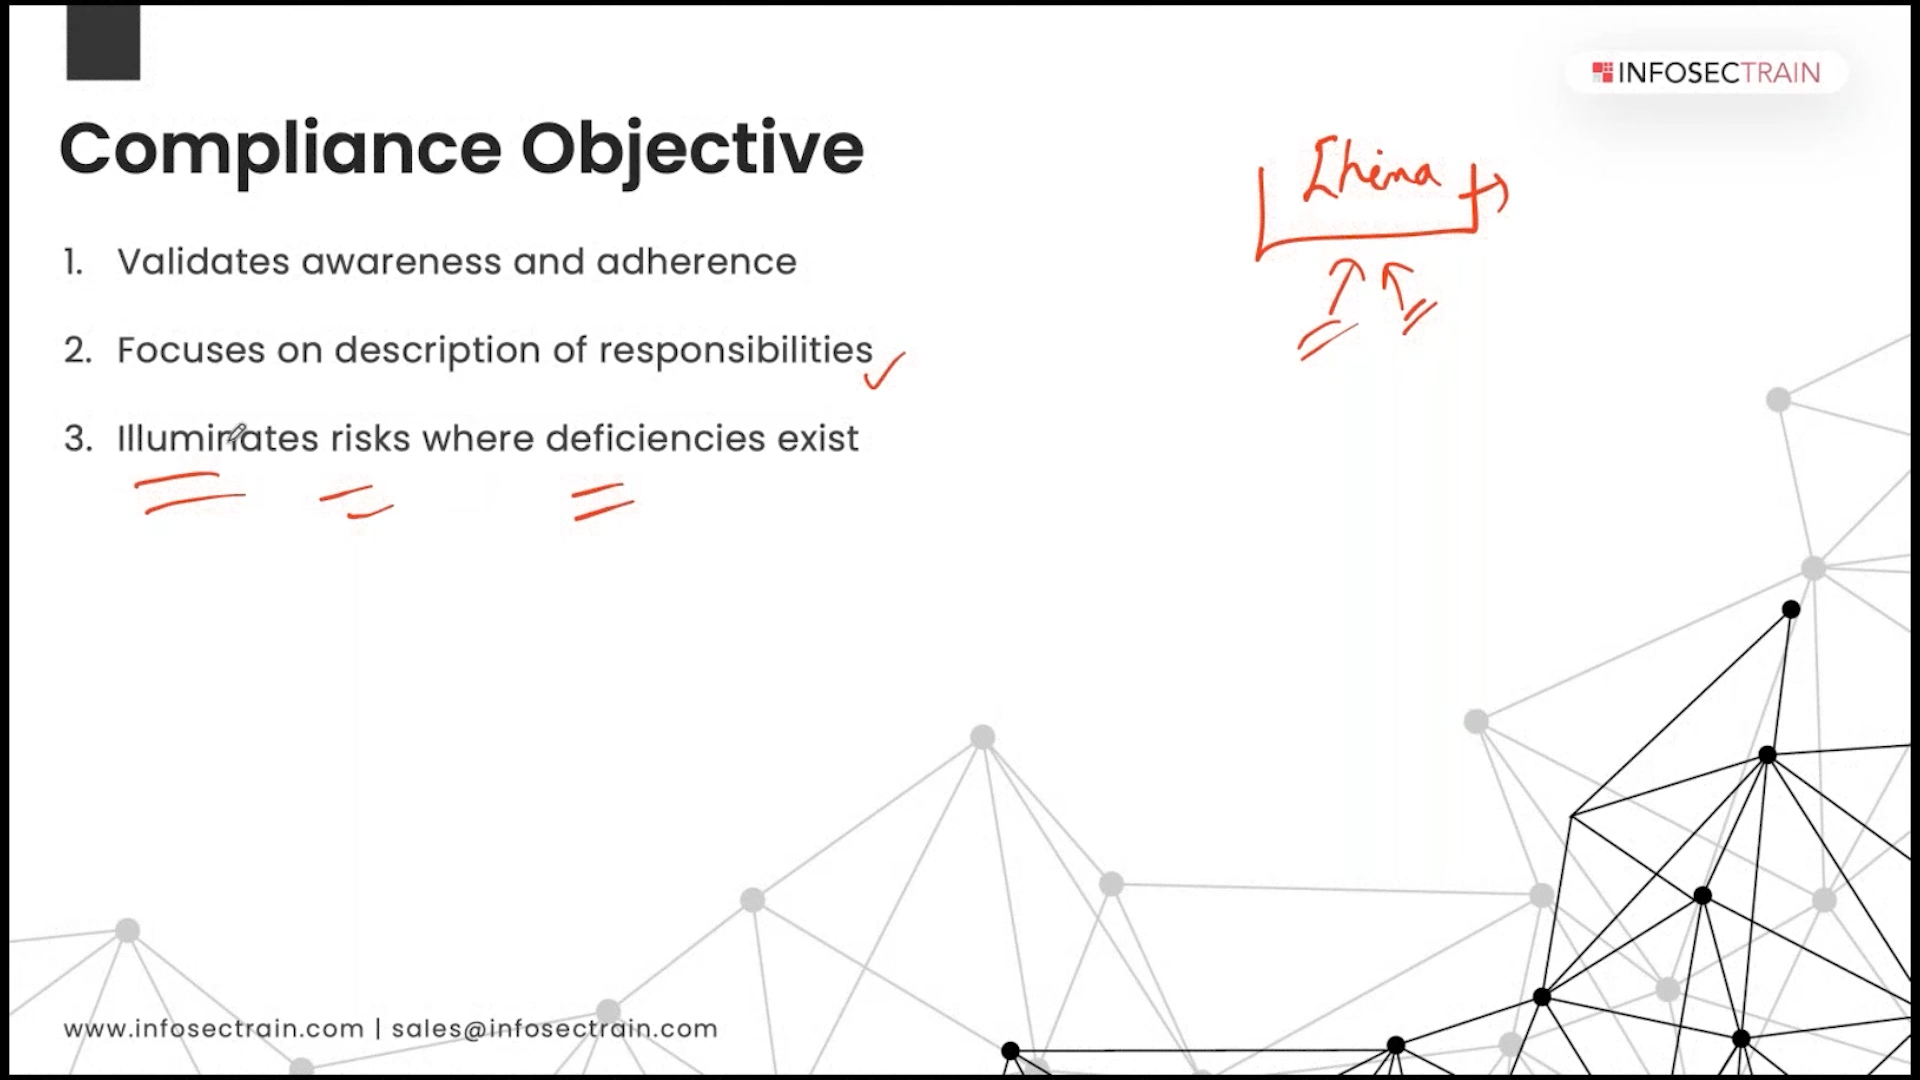 INFOSECTRAIN
Compliance Objective
China
1. Validates awareness and adherence
2. Focuses on description of responsibilities
3. Illuminates risks where deficiencies exist
www.infosectrain.com | sales@infosectrain.com